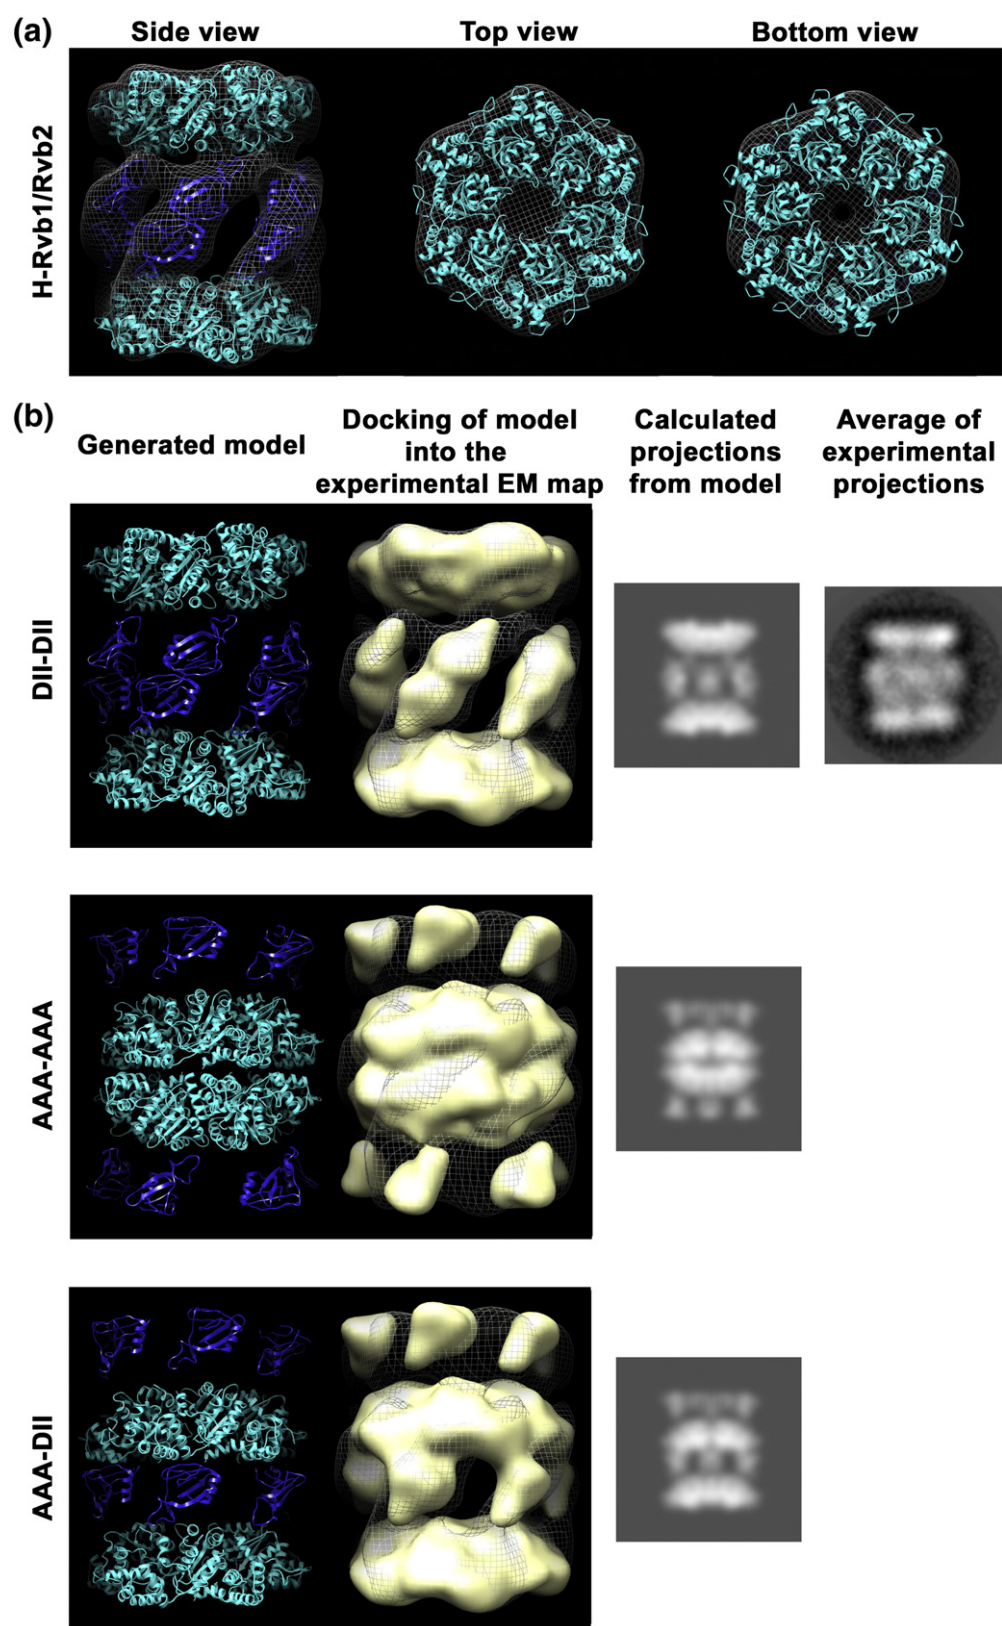 (a)
Side view
Top view
Bottom view
H-Rvb1/Rvb2
(b)
Generated model
Docking of model
into the
experimental EM map
Calculated
projections
from model
Average of
experimental
projections
DII-DII
AAA-AAA
AAA-DII